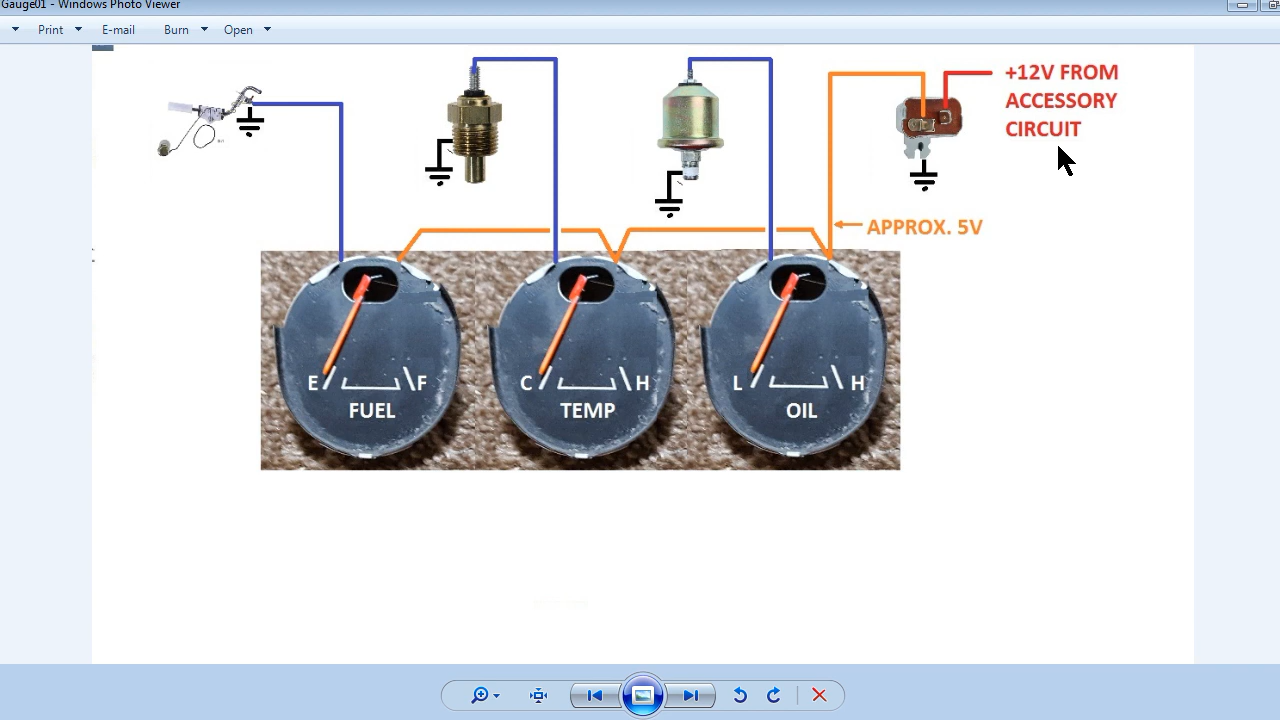 Gauge01 - Windows Photo Viewer
Print E-mail Burn Open
+12V FROM
ACCESSORY
CIRCUIT
APPROX. 5V
E F
FUEL
C H
TEMP
L H
OIL